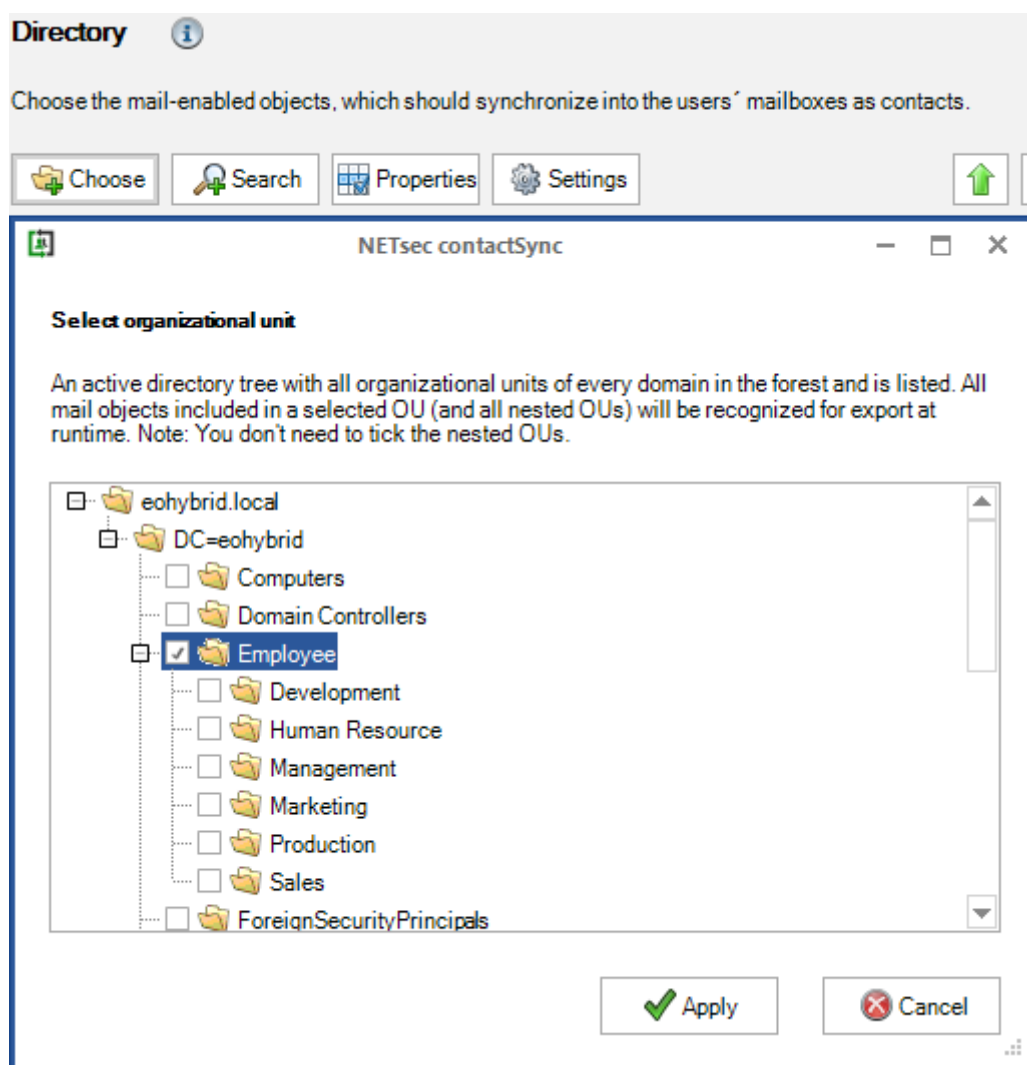 Directory
Choose the mail-enabled objects, which should synchronize into the users´ mailboxes as contacts.
Choose Search Properties Settings
NETsec contactSync
Select organizational unit
An active directory tree with all organizational units of every domain in the forest and is listed. All
mail objects included in a selected OU (and all nested OUs) will be recognized for export at
runtime. Note: You don't need to tick the nested OUs.
eohybrid.local
DC=eohybrid
Computers
Domain Controllers
Employee
Development
Human Resource
Management
Marketing
Production
Sales
ForeignSecurityPrincipals
Apply Cancel